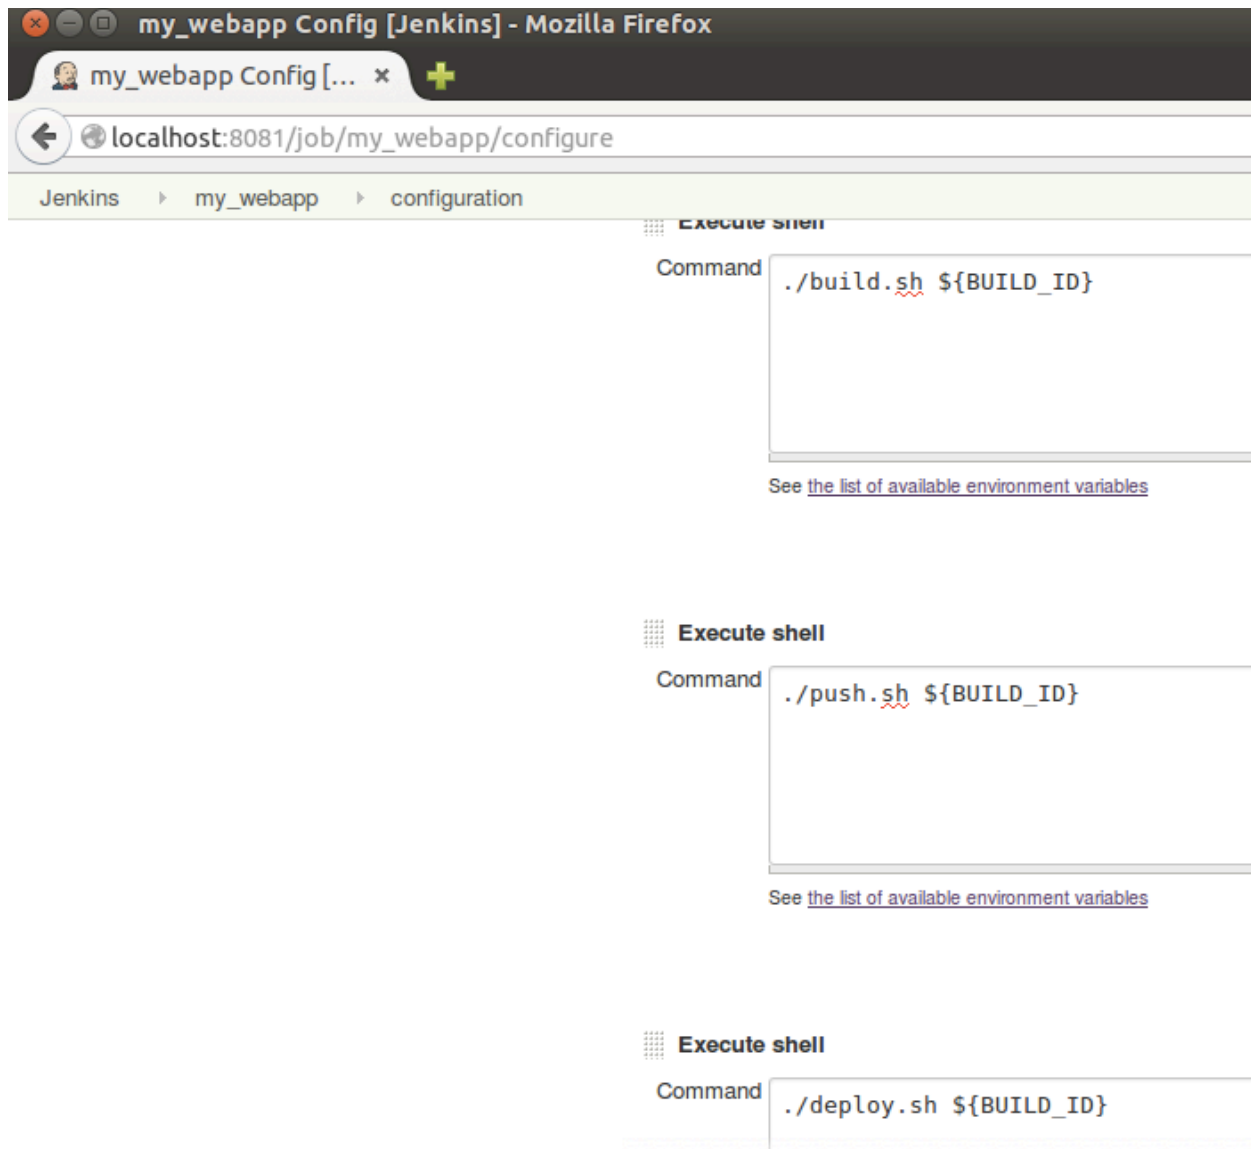 my_webapp Config [Jenkins] - Mozilla Firefox
my_webapp Config [... ×
localhost:8081/job/my_webapp/configure
Jenkins my_webapp configuration
Execute shell
Command ./build.sh ${BUILD_ID}
See the list of available environment variables
Execute shell
Command ./push.sh ${BUILD_ID}
See the list of available environment variables
Execute shell
Command ./deploy.sh ${BUILD_ID}